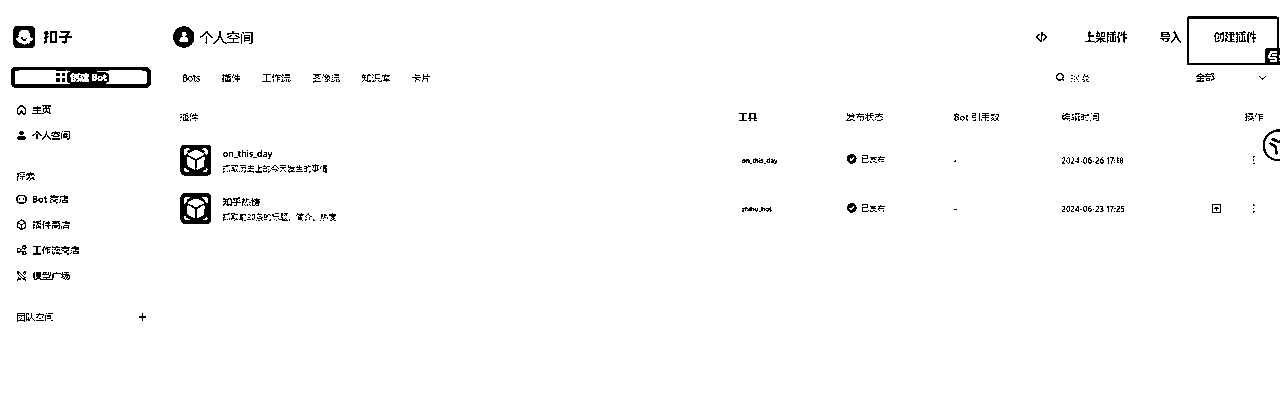 扣子
个人空间
</>
上架插件
导入
创建插件
创建 Bot
Bots 插件 工作流 图像流 知识库 卡片
搜索
全部
主页
个人空间
探索
Bot 商店
插件商店
工作流商店
模型广场
团队空间 +
插件 工具 发布状态 Bot 引用数 编辑时间 操作
on_this_day
抓取历史上的今天发生的事情
on_this_day 已发布 - 2024-06-26 17:18
知乎热榜
抓取前20条的标题、简介、热度
zhihu_hot 已发布 - 2024-06-23 17:25